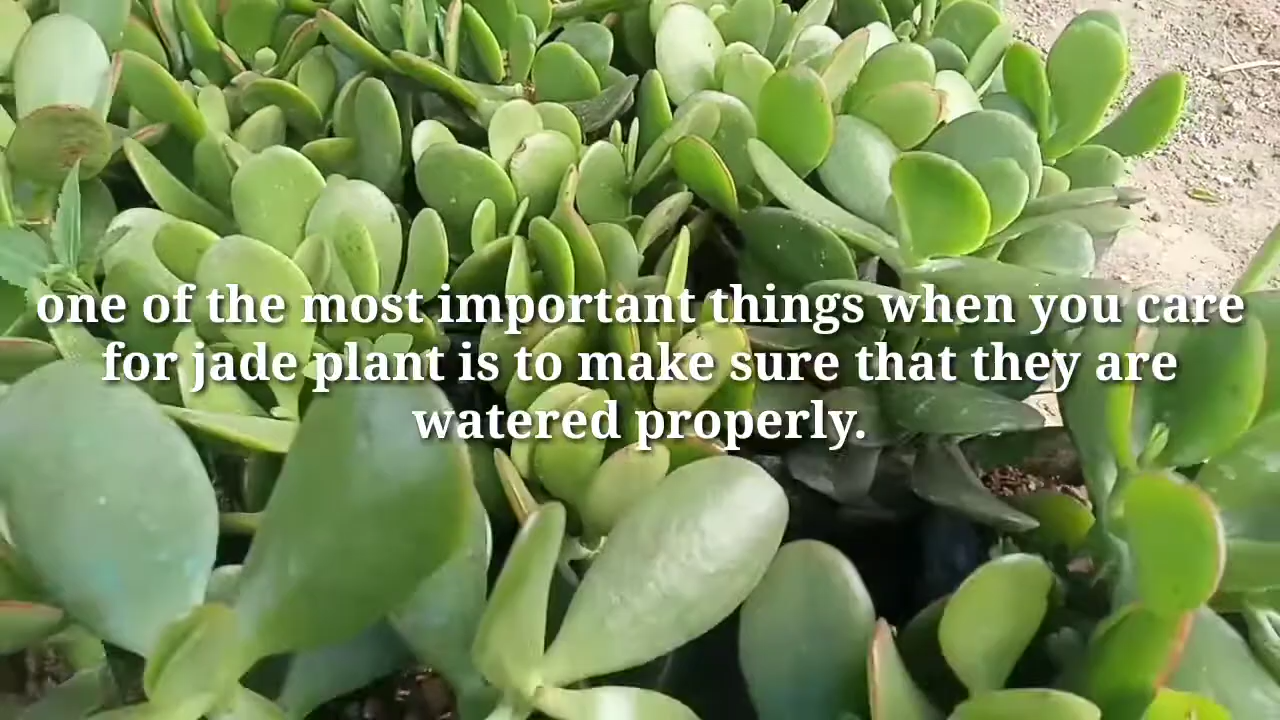 one of the most important things when you care
for jade plant is to make sure that they are
watered properly.